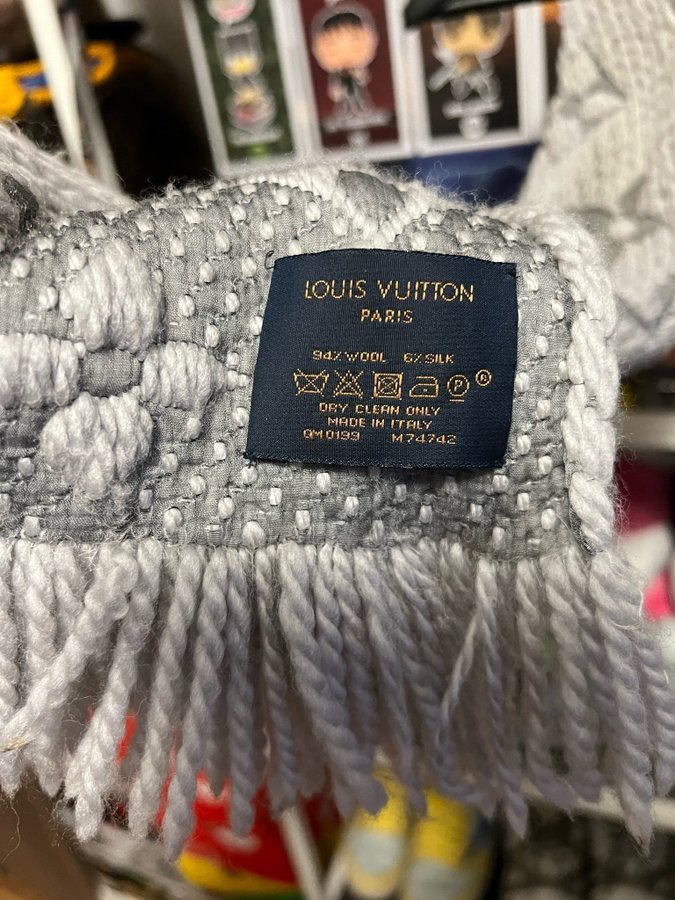 LOUIS VUITTON
PARIS
94% WOOL 6% SILK
P ®
DRY CLEAN ONLY
MADE IN ITALY
QM0199 M74742